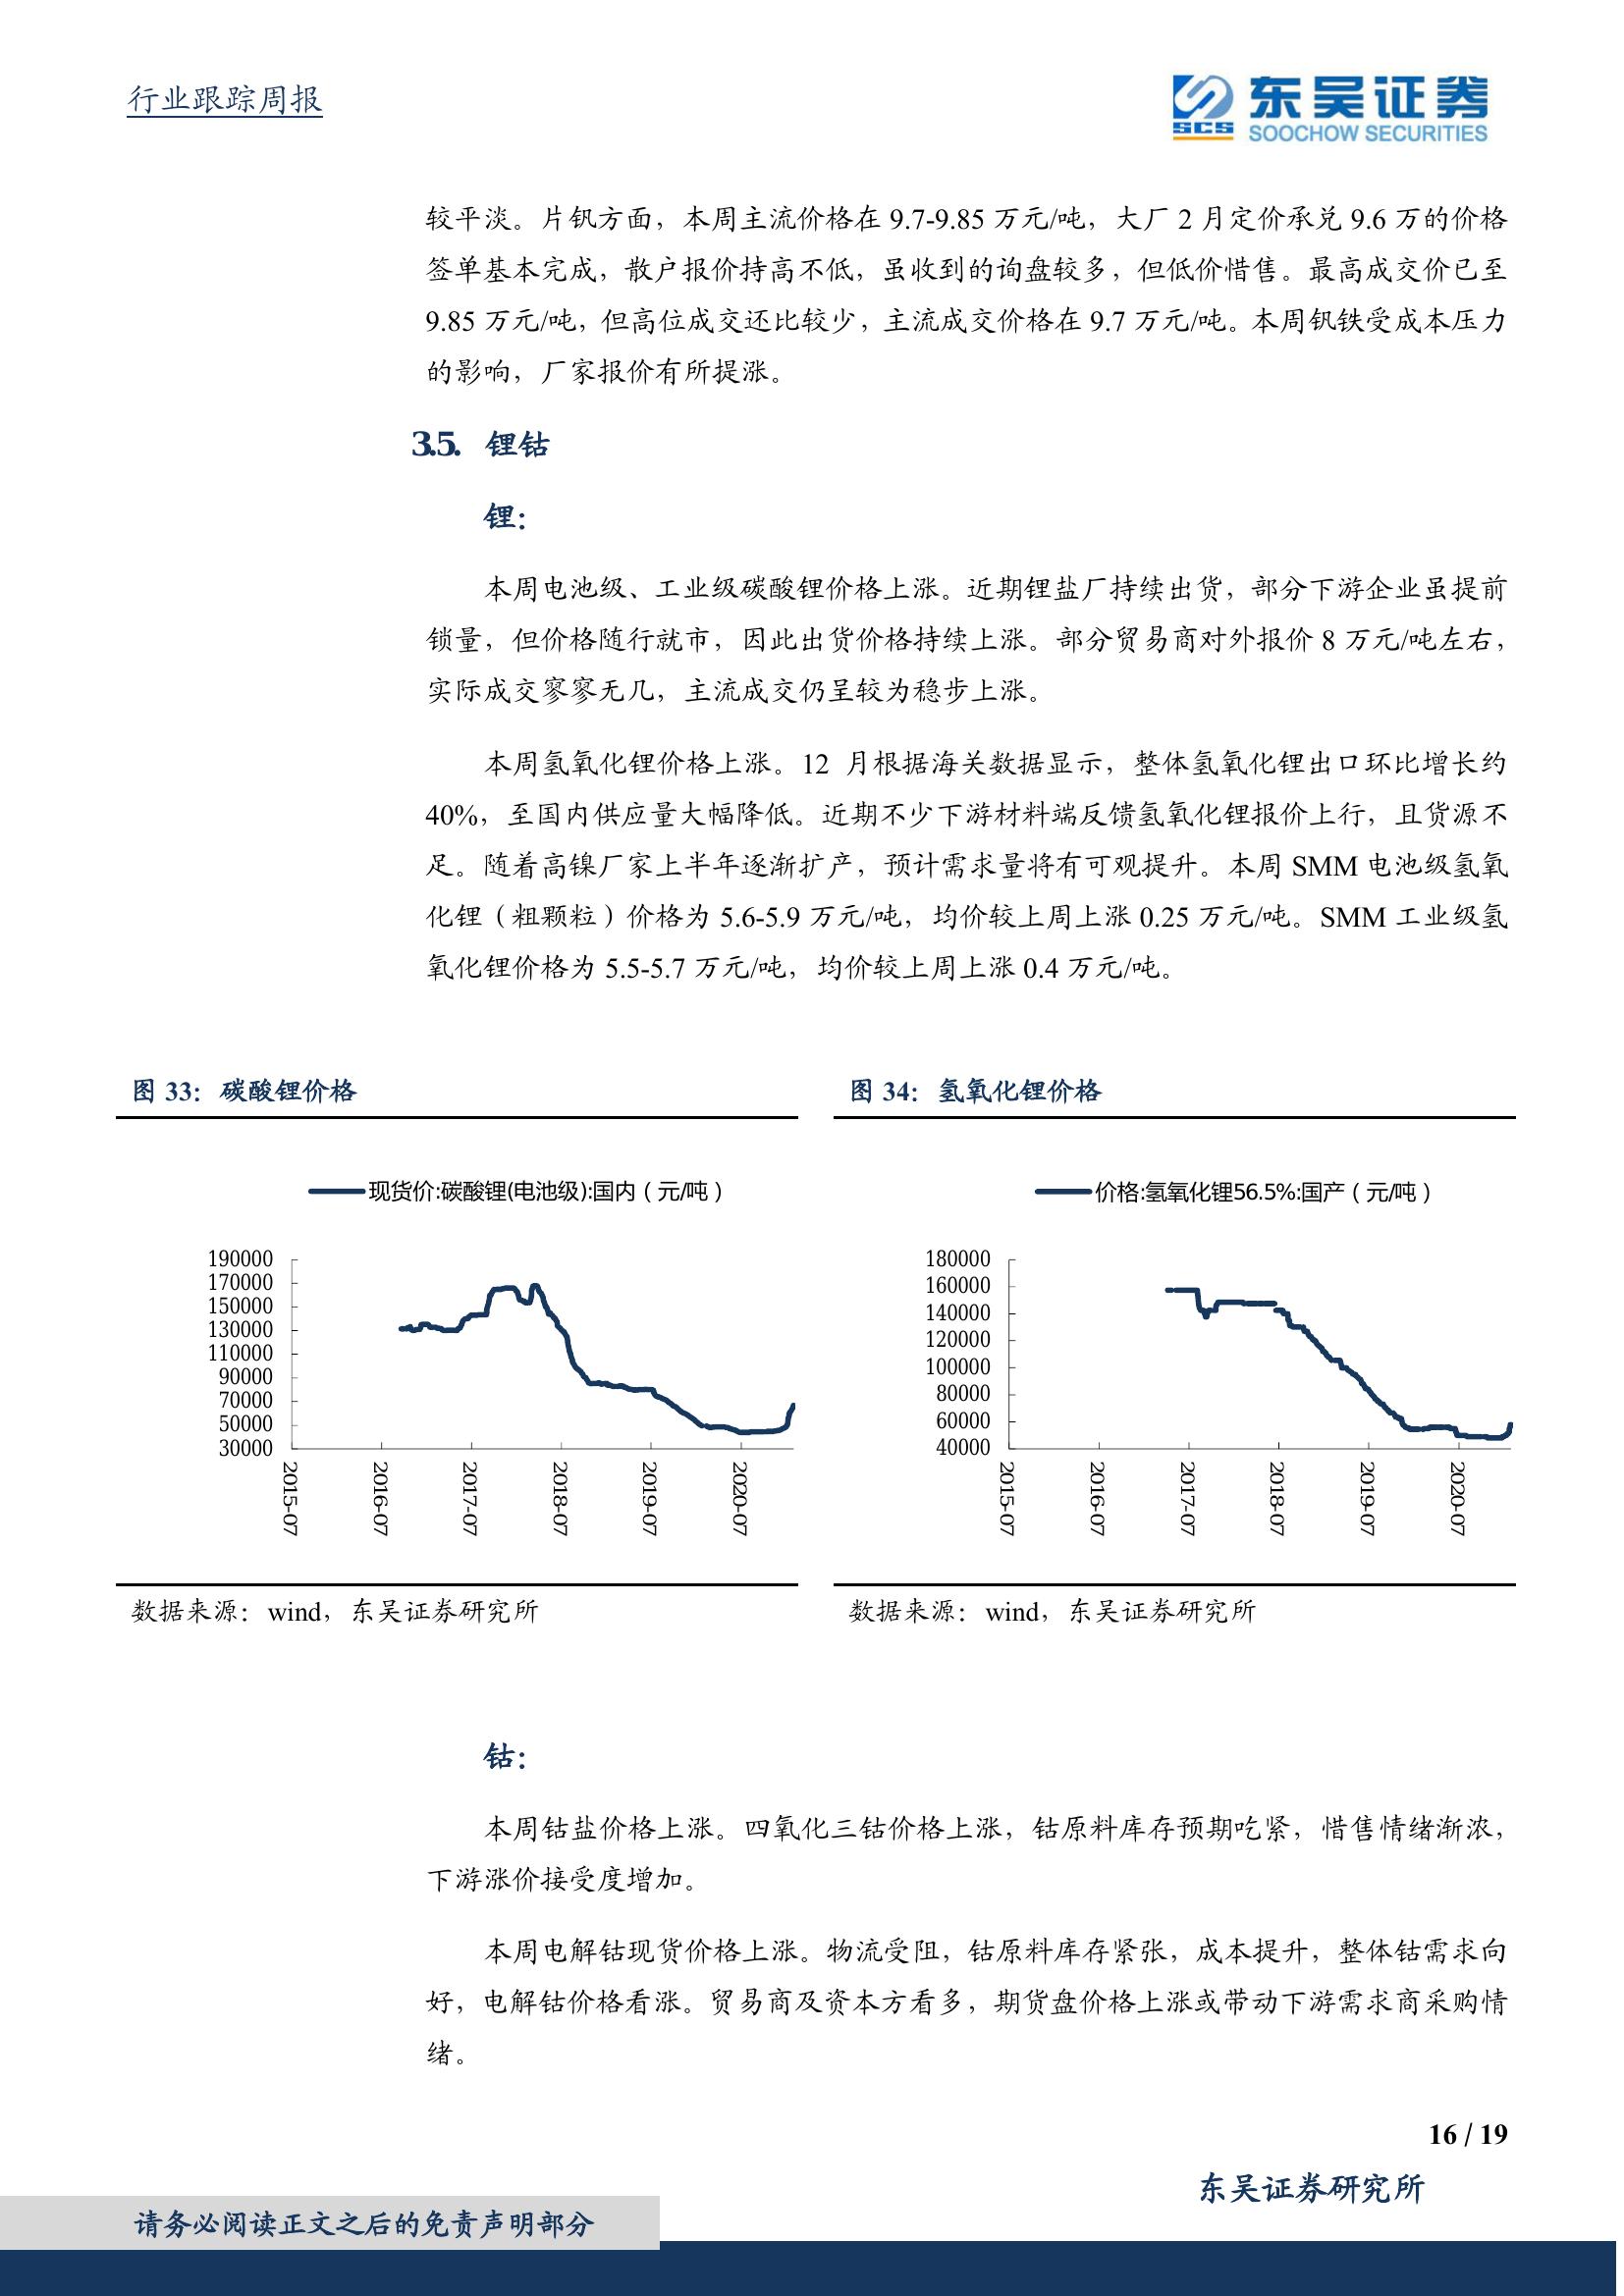 行业跟踪周报
东吴证券
SCS
SOOCHOW SECURITIES
较平淡。片钒方面，本周主流价格在 9.7-9.85 万元/吨，大厂 2 月定价承兑 9.6 万的价格
签单基本完成，散户报价持高不低，虽收到的询盘较多，但低价惜售。最高成交价已至
9.85 万元/吨，但高位成交还比较少，主流成交价格在 9.7 万元/吨。本周钒铁受成本压力
的影响，厂家报价有所提涨。
3.5. 锂钴
锂：
本周电池级、工业级碳酸锂价格上涨。近期锂盐厂持续出货，部分下游企业虽提前
锁量，但价格随行就市，因此出货价格持续上涨。部分贸易商对外报价 8 万元/吨左右，
实际成交寥寥无几，主流成交仍呈较为稳步上涨。
本周氢氧化锂价格上涨。12 月根据海关数据显示，整体氢氧化锂出口环比增长约
40%，至国内供应量大幅降低。近期不少下游材料端反馈氢氧化锂报价上行，且货源不
足。随着高镍厂家上半年逐渐扩产，预计需求量将有可观提升。本周 SMM 电池级氢氧
化锂（粗颗粒）价格为 5.6-5.9 万元/吨，均价较上周上涨 0.25 万元/吨。SMM 工业级氢
氧化锂价格为 5.5-5.7 万元/吨，均价较上周上涨 0.4 万元/吨。
图 33：碳酸锂价格
现货价:碳酸锂(电池级):国内（元/吨）
190000
170000
150000
130000
110000
90000
70000
50000
30000
2015-07
2016-07
2017-07
2018-07
2019-07
2020-07
数据来源：wind，东吴证券研究所
图 34：氢氧化锂价格
价格:氢氧化锂56.5%:国产（元/吨）
180000
160000
140000
120000
100000
80000
60000
40000
2015-07
2016-07
2017-07
2018-07
2019-07
2020-07
数据来源：wind，东吴证券研究所
钴：
本周钴盐价格上涨。四氧化三钴价格上涨，钴原料库存预期吃紧，惜售情绪渐浓，
下游涨价接受度增加。
本周电解钴现货价格上涨。物流受阻，钴原料库存紧张，成本提升，整体钴需求向
好，电解钴价格看涨。贸易商及资本方看多，期货盘价格上涨或带动下游需求商采购情
绪。
16 / 19
东吴证券研究所
请务必阅读正文之后的免责声明部分